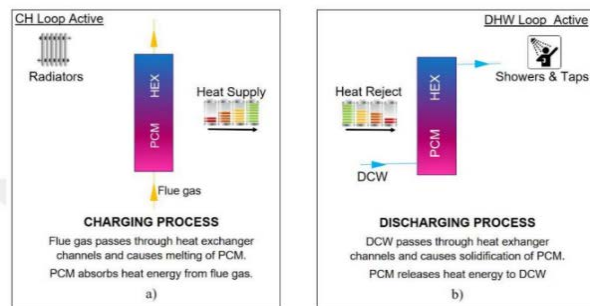 CH Loop Active
Radiators
PCM HEX
Heat Supply
Flue gas
CHARGING PROCESS
Flue gas passes through heat exchanger
channels and causes melting of PCM.
PCM absorbs heat energy from flue gas.
a)
DHW Loop Active
Showers & Taps
Heat Reject
PCM HEX
DCW
DISCHARGING PROCESS
DCW passes through heat exhanger
channels and causes solidification of PCM.
PCM releases heat energy to DCW
b)